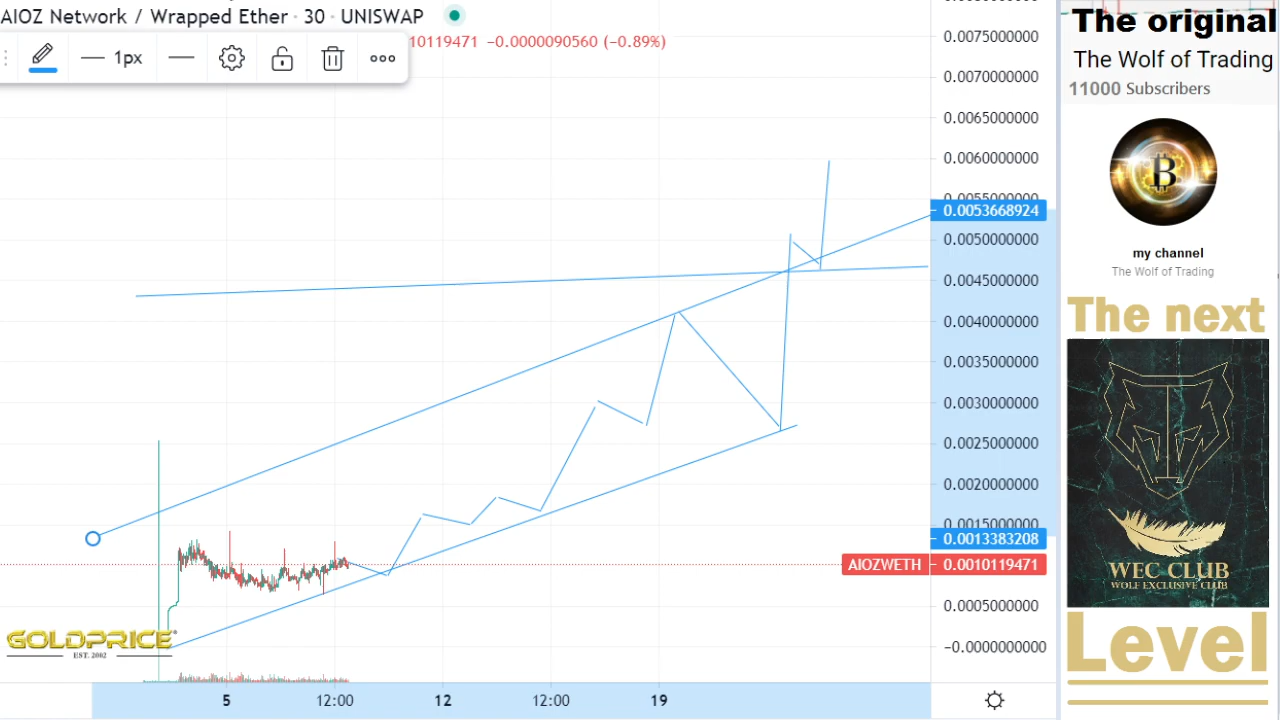 AIOZ Network / Wrapped Ether · 30 · UNISWAP
10119471 −0.0000090560 (−0.89%)
1px
0.0075000000
0.0070000000
0.0065000000
0.0060000000
0.0055000000
0.0053668924
0.0050000000
0.0045000000
0.0040000000
0.0035000000
0.0030000000
0.0025000000
0.0020000000
0.0015000000
0.0013383208
AIOZWETH 0.0010119471
0.0005000000
−0.0000000000
5 12:00 12 12:00 19
GOLDPRICE
EST. 2002
The original
The Wolf of Trading
11000 Subscribers
B
my channel
The Wolf of Trading
The next
WEC CLUB
WOLF EXCLUSIVE CLUB
Level